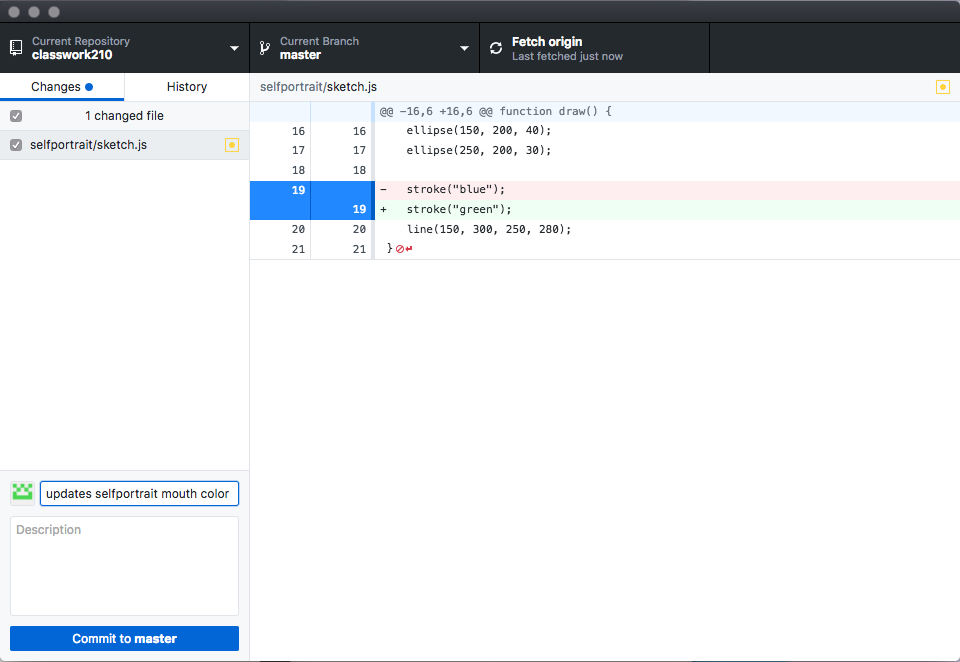 Current Repository
classwork210
Current Branch
master
Fetch origin
Last fetched just now
Changes
History
1 changed file
selfportrait/sketch.js
selfportrait/sketch.js
@@ -16,6 +16,6 @@ function draw() {
16 16 ellipse(150, 200, 40);
17 17 ellipse(250, 200, 30);
18 18
19 - stroke("blue");
19 + stroke("green");
20 20 line(150, 300, 250, 280);
21 21 }
updates selfportrait mouth color
Description
Commit to master